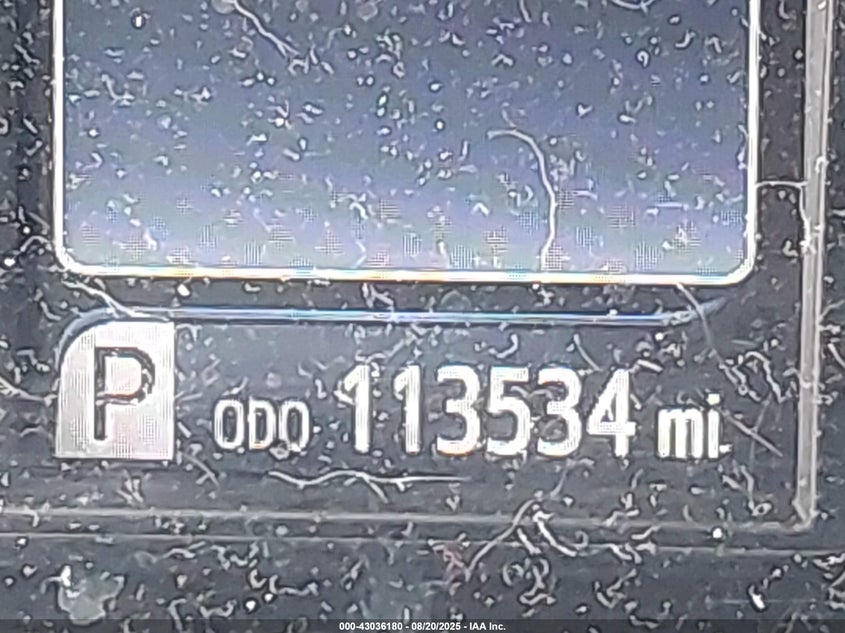 P ODO 113534 mi.
000-43036180 - 08/20/2025 - IAA Inc.